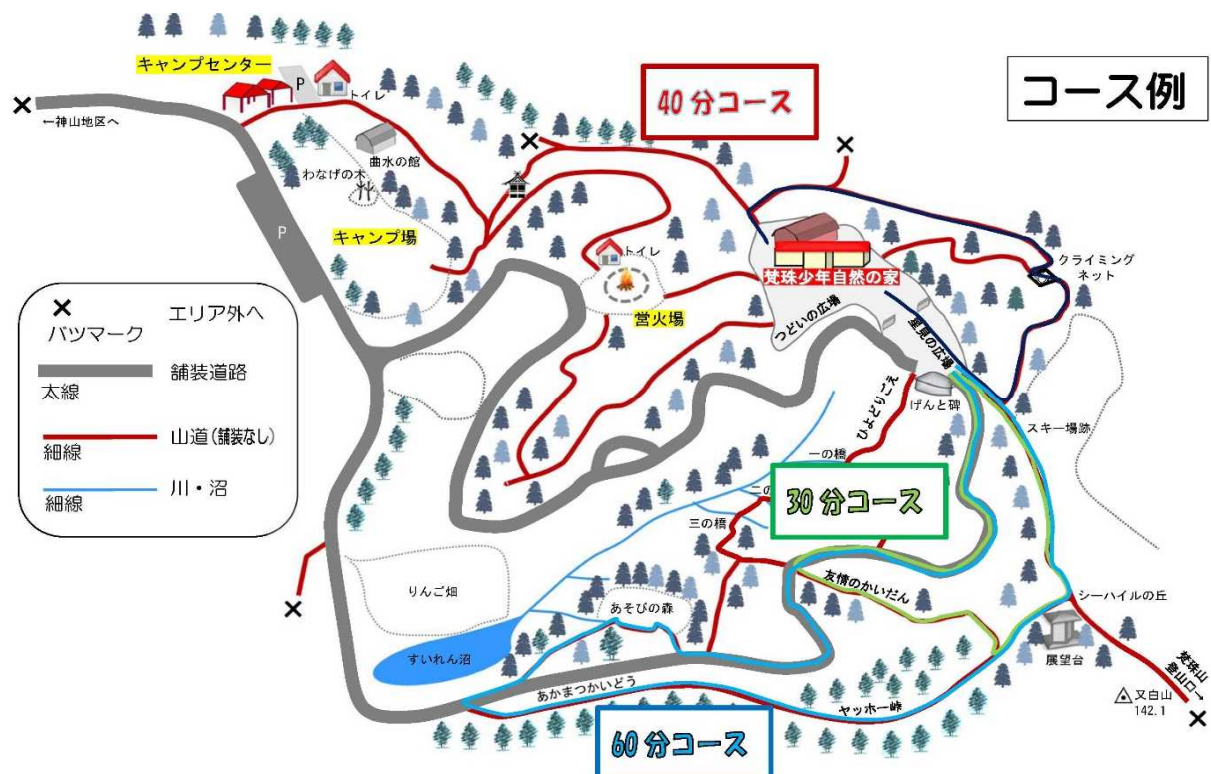 コース例
キャンプセンター
P
トイレ
40分コース
←神山地区へ
曲水の館
わなげの木
キャンプ場
P
トイレ
営火場
梵珠少年自然の家
つどいの広場
星見の広場
クライミング
ネット
バツマーク
エリア外へ
舗装道路
太線
山道(舗装なし)
細線
川・沼
細線
げんと碑
ひよどりごえ
スキー場跡
一の橋
二の
三の橋
30分コース
りんご畑
あそびの森
友情のかいだん
シーハイルの丘
展望台
すいれん沼
あかまつかいどう
ヤッホー峠
梵珠山
登山口→
又白山
142.1
60分コース